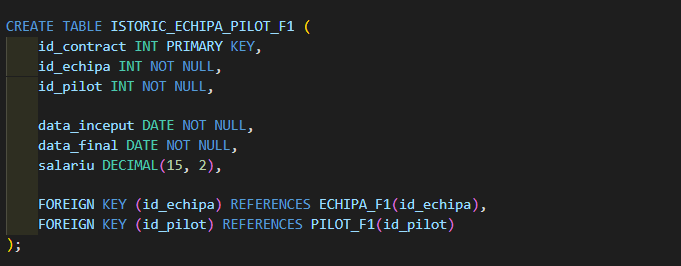 CREATE TABLE ISTORIC_ECHIPA_PILOT_F1 (
id_contract INT PRIMARY KEY,
id_echipa INT NOT NULL,
id_pilot INT NOT NULL,
data_inceput DATE NOT NULL,
data_final DATE NOT NULL,
salariu DECIMAL(15, 2),
FOREIGN KEY (id_echipa) REFERENCES ECHIPA_F1(id_echipa),
FOREIGN KEY (id_pilot) REFERENCES PILOT_F1(id_pilot)
);